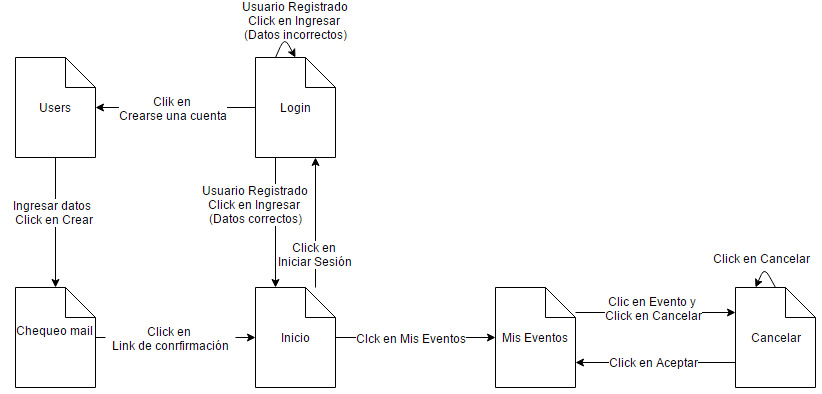 Usuario Registrado
Click en Ingresar
(Datos incorrectos)
Users
Clik en
Crearse una cuenta
Login
Ingresar datos
Click en Crear
Usuario Registrado
Click en Ingresar
(Datos correctos)
Click en
Iniciar Sesión
Click en Cancelar
Chequeo mail
Click en
Link de conrfirmación
Inicio
Clck en Mis Eventos
Mis Eventos
Clic en Evento y
Click en Cancelar
Cancelar
Click en Aceptar